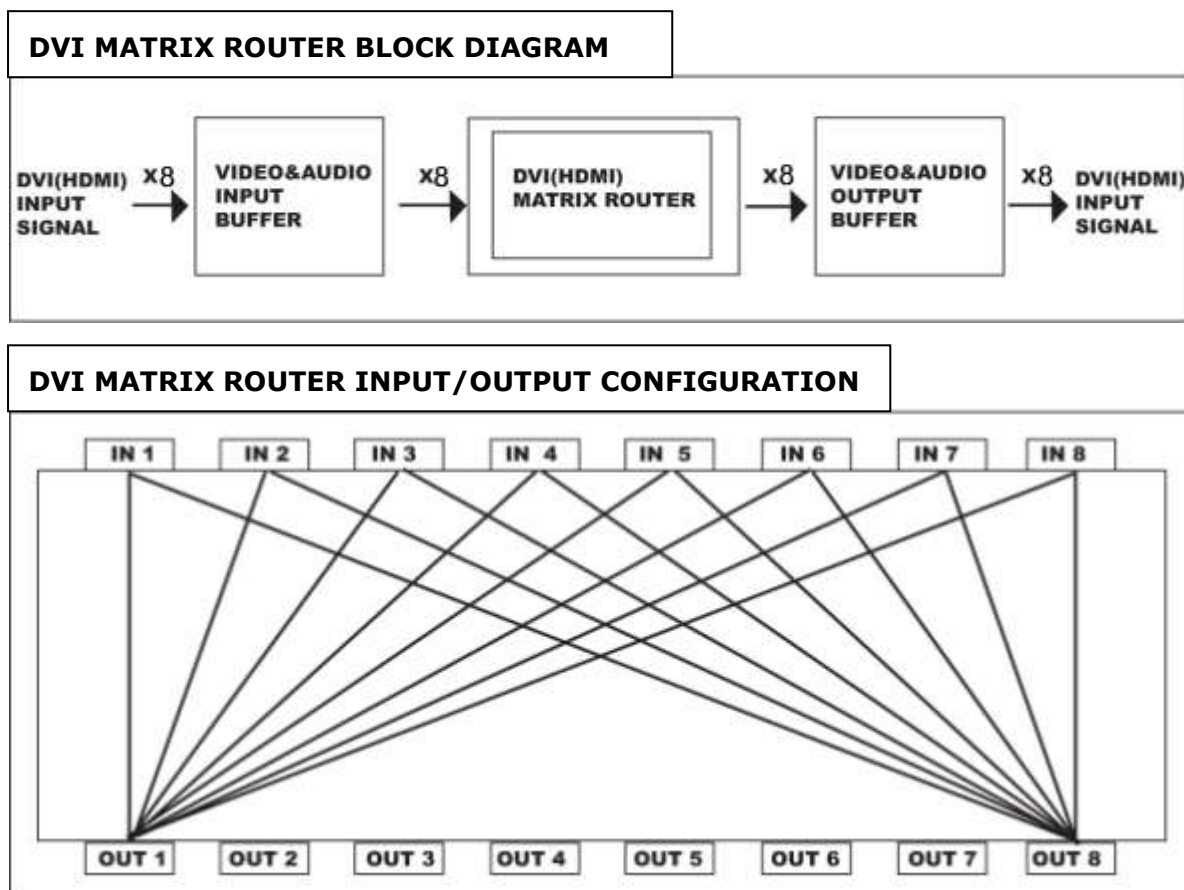 DVI MATRIX ROUTER BLOCK DIAGRAM
DVI(HDMI)
INPUT
SIGNAL
x8
VIDEO&AUDIO
INPUT
BUFFER
x8
DVI(HDMI)
MATRIX ROUTER
x8
VIDEO&AUDIO
OUTPUT
BUFFER
x8
DVI(HDMI)
INPUT
SIGNAL
DVI MATRIX ROUTER INPUT/OUTPUT CONFIGURATION
IN 1 IN 2 IN 3 IN 4 IN 5 IN 6 IN 7 IN 8
OUT 1 OUT 2 OUT 3 OUT 4 OUT 5 OUT 6 OUT 7 OUT 8